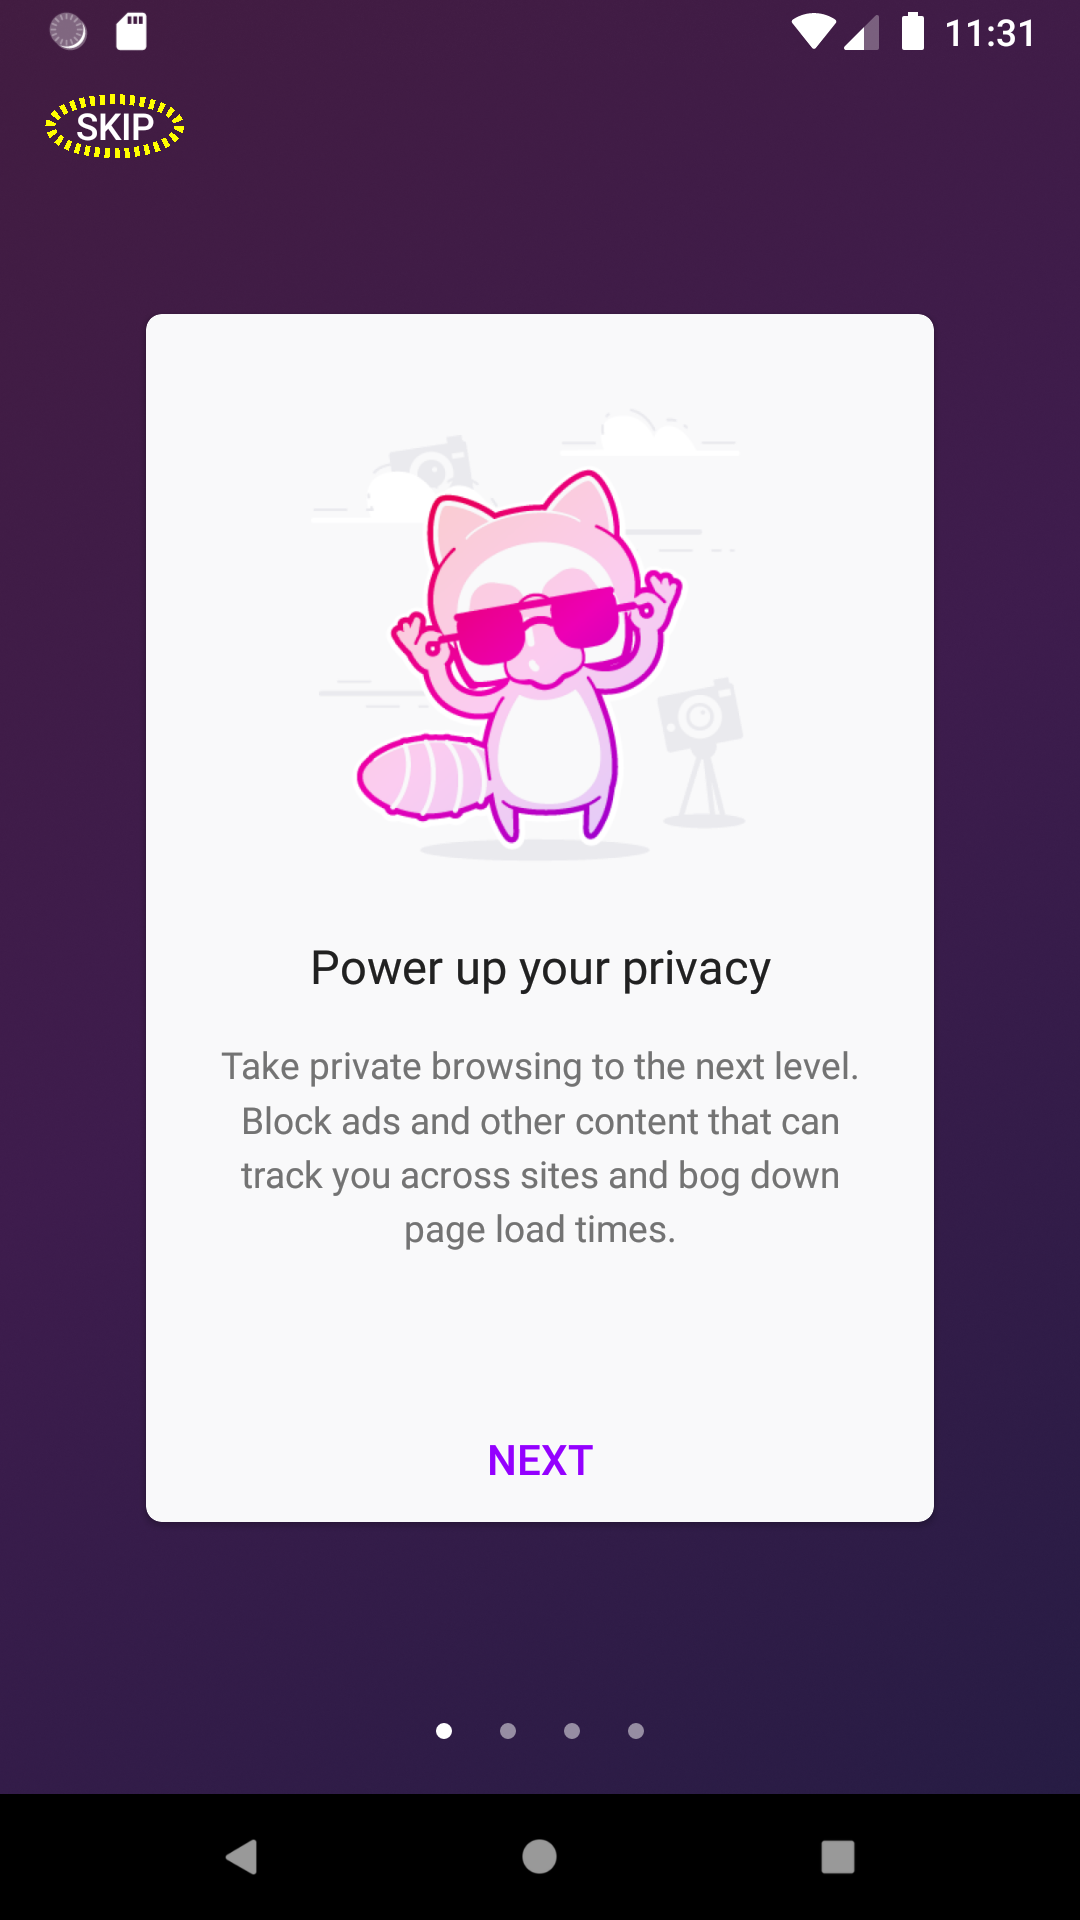 11:31
SKIP
Power up your privacy
Take private browsing to the next level.
Block ads and other content that can
track you across sites and bog down
page load times.
NEXT